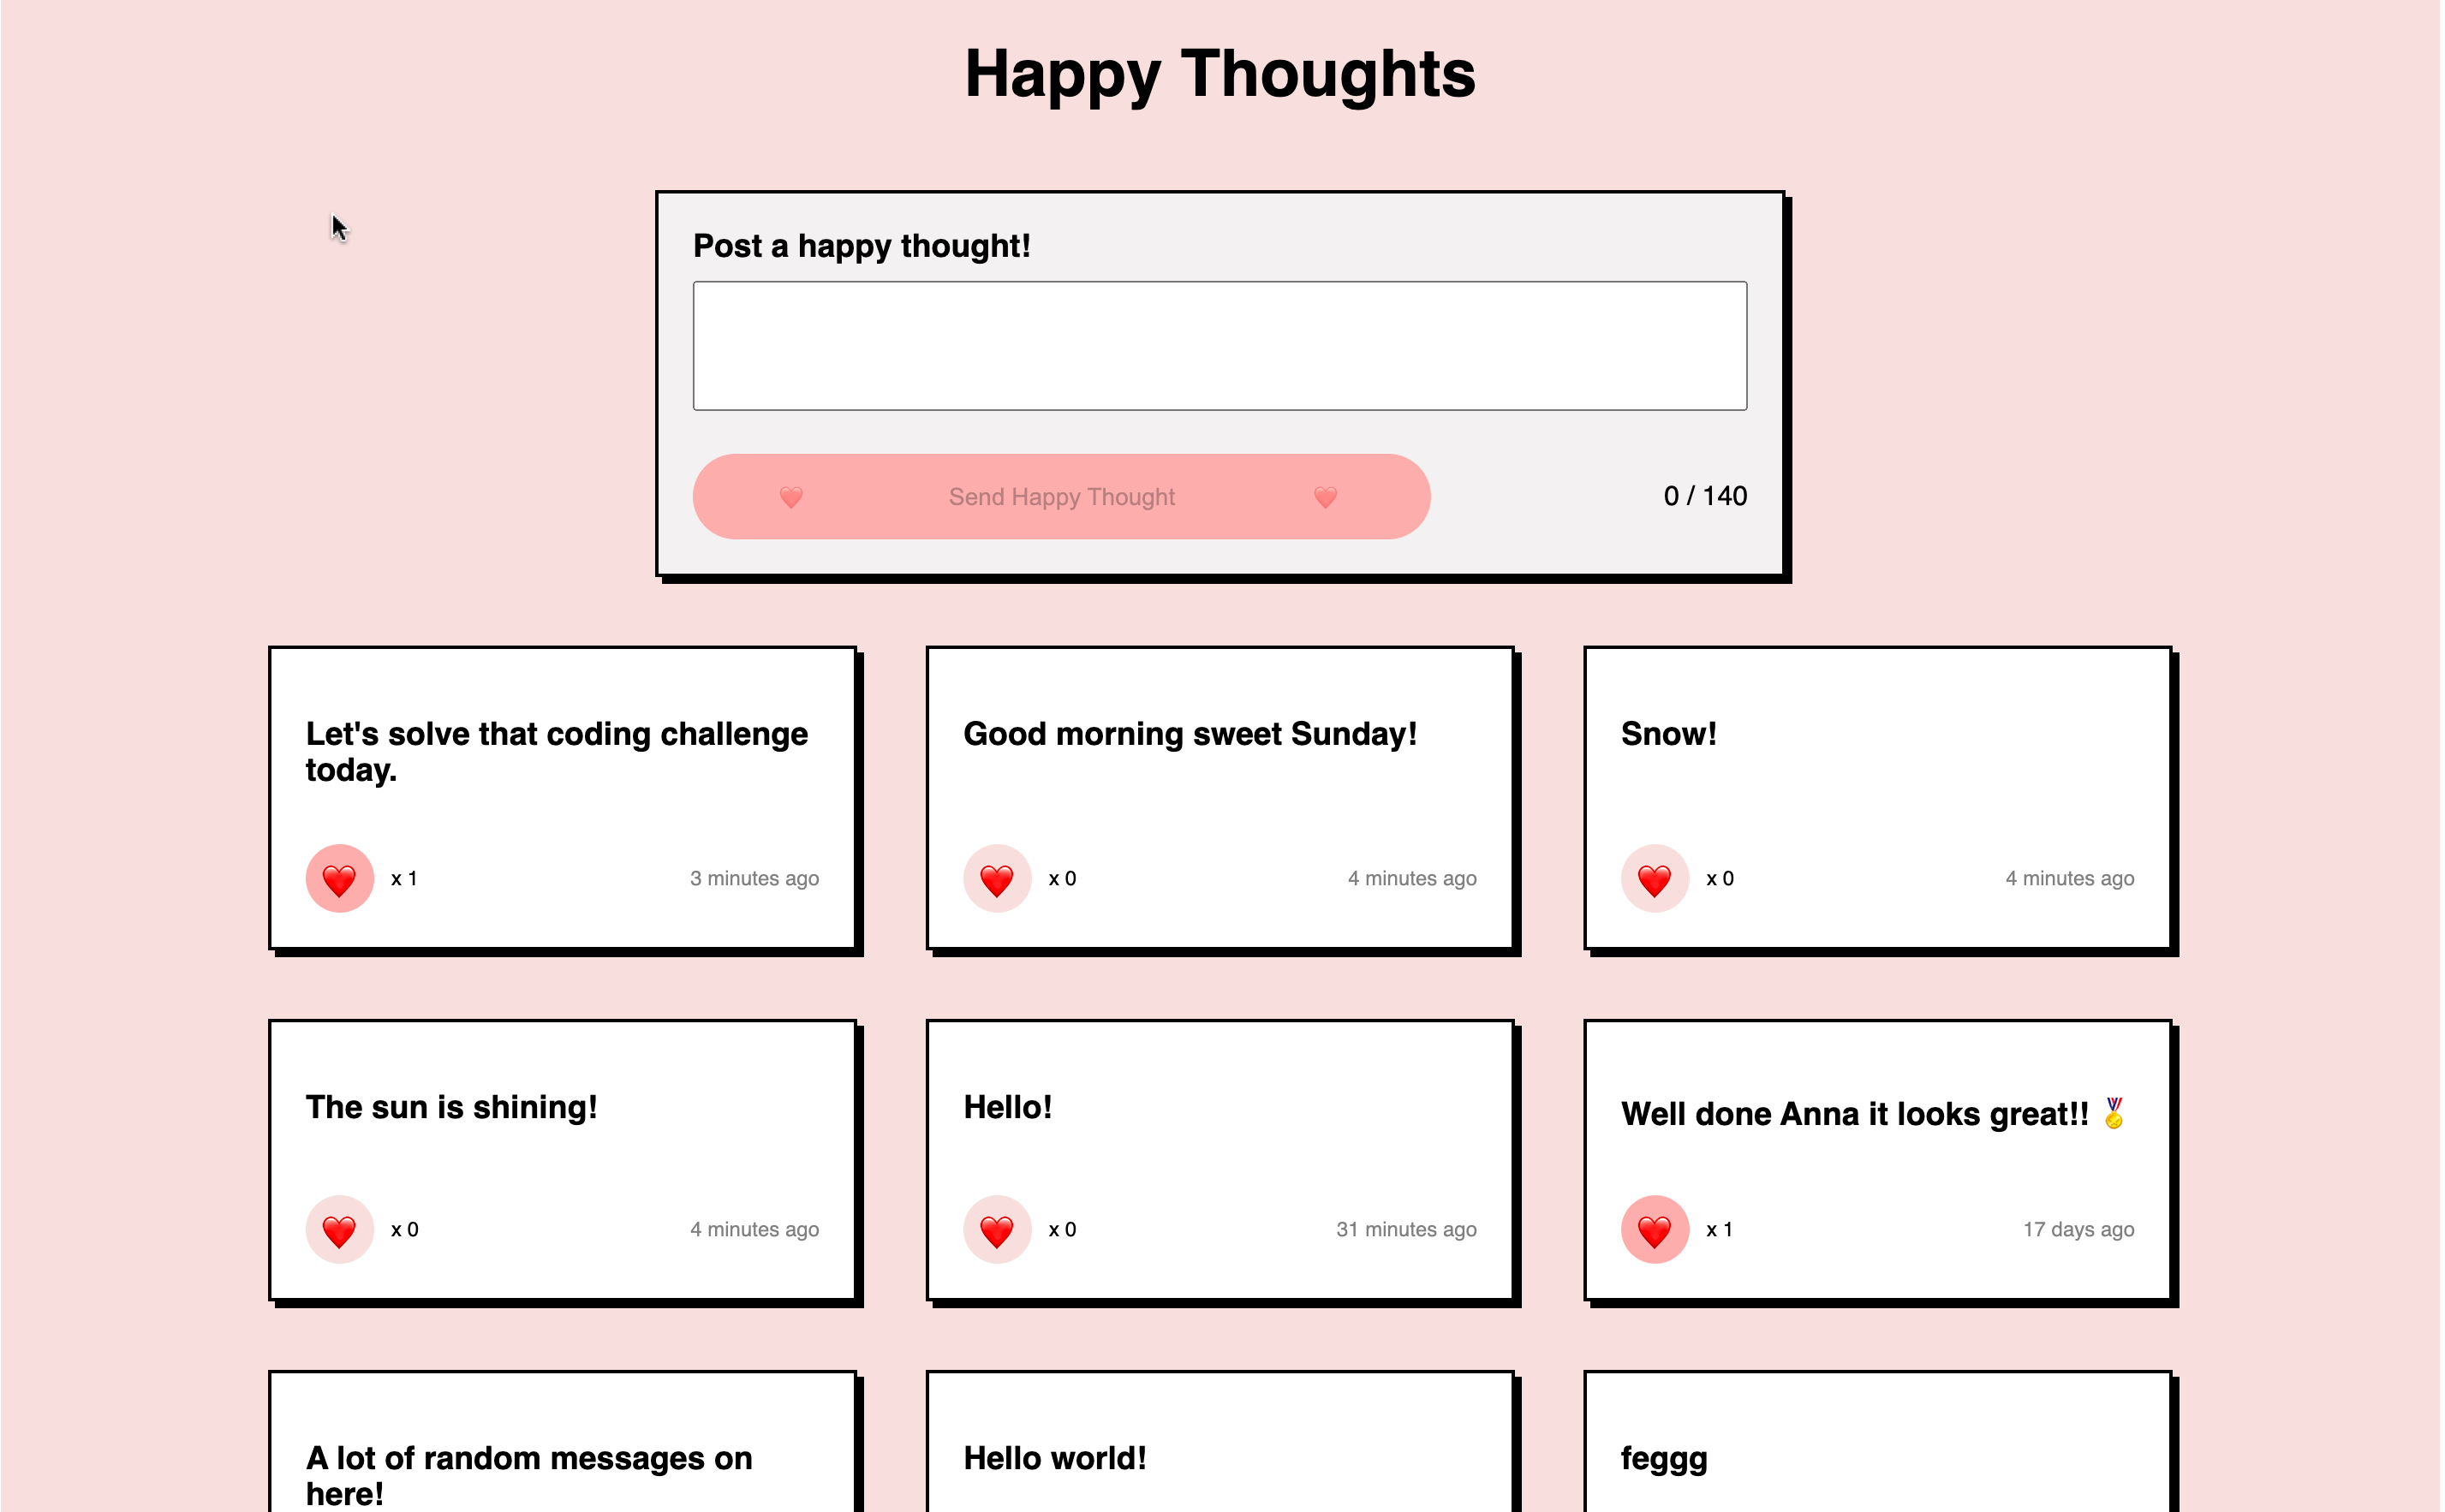 Happy Thoughts
Post a happy thought!
❤️ Send Happy Thought ❤️
0 / 140
Let's solve that coding challenge
today.
❤️ x 1
3 minutes ago
Good morning sweet Sunday!
❤️ x 0
4 minutes ago
Snow!
❤️ x 0
4 minutes ago
The sun is shining!
❤️ x 0
4 minutes ago
Hello!
❤️ x 0
31 minutes ago
Well done Anna it looks great!! 🏅
❤️ x 1
17 days ago
A lot of random messages on
here!
Hello world!
feggg